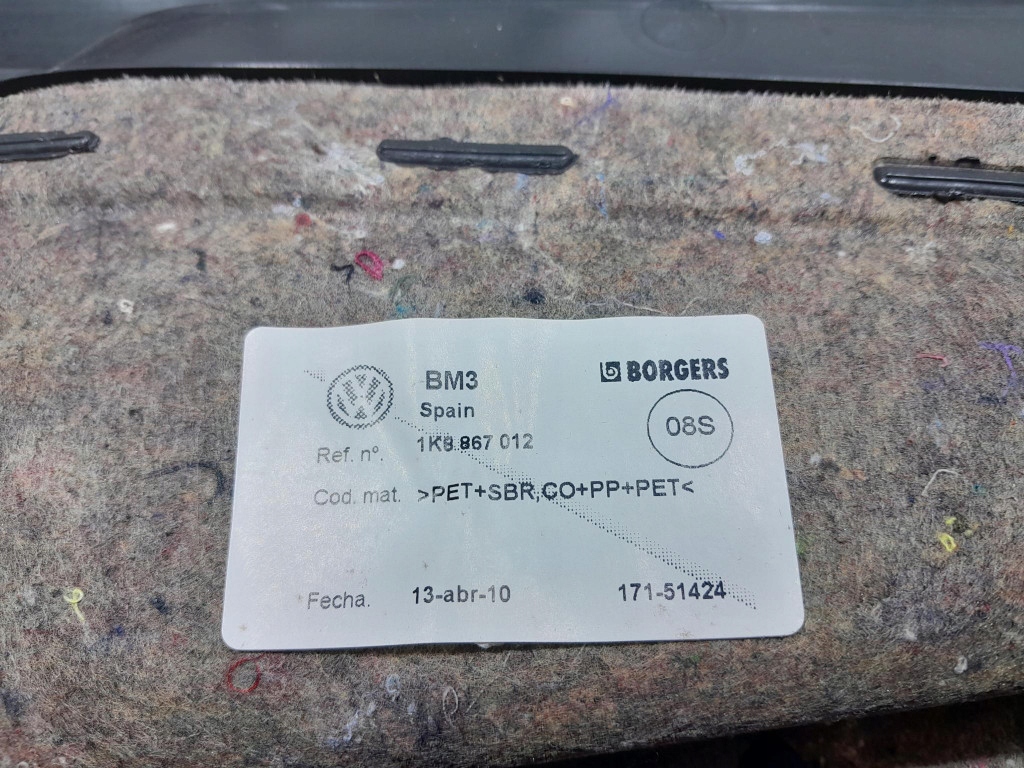 BM3
BORGERS
Spain
08S
Ref. nº. 1K8 867 012
Cod. mat. >PET+SBR,CO+PP+PET<
Fecha. 13-abr-10 171-51424